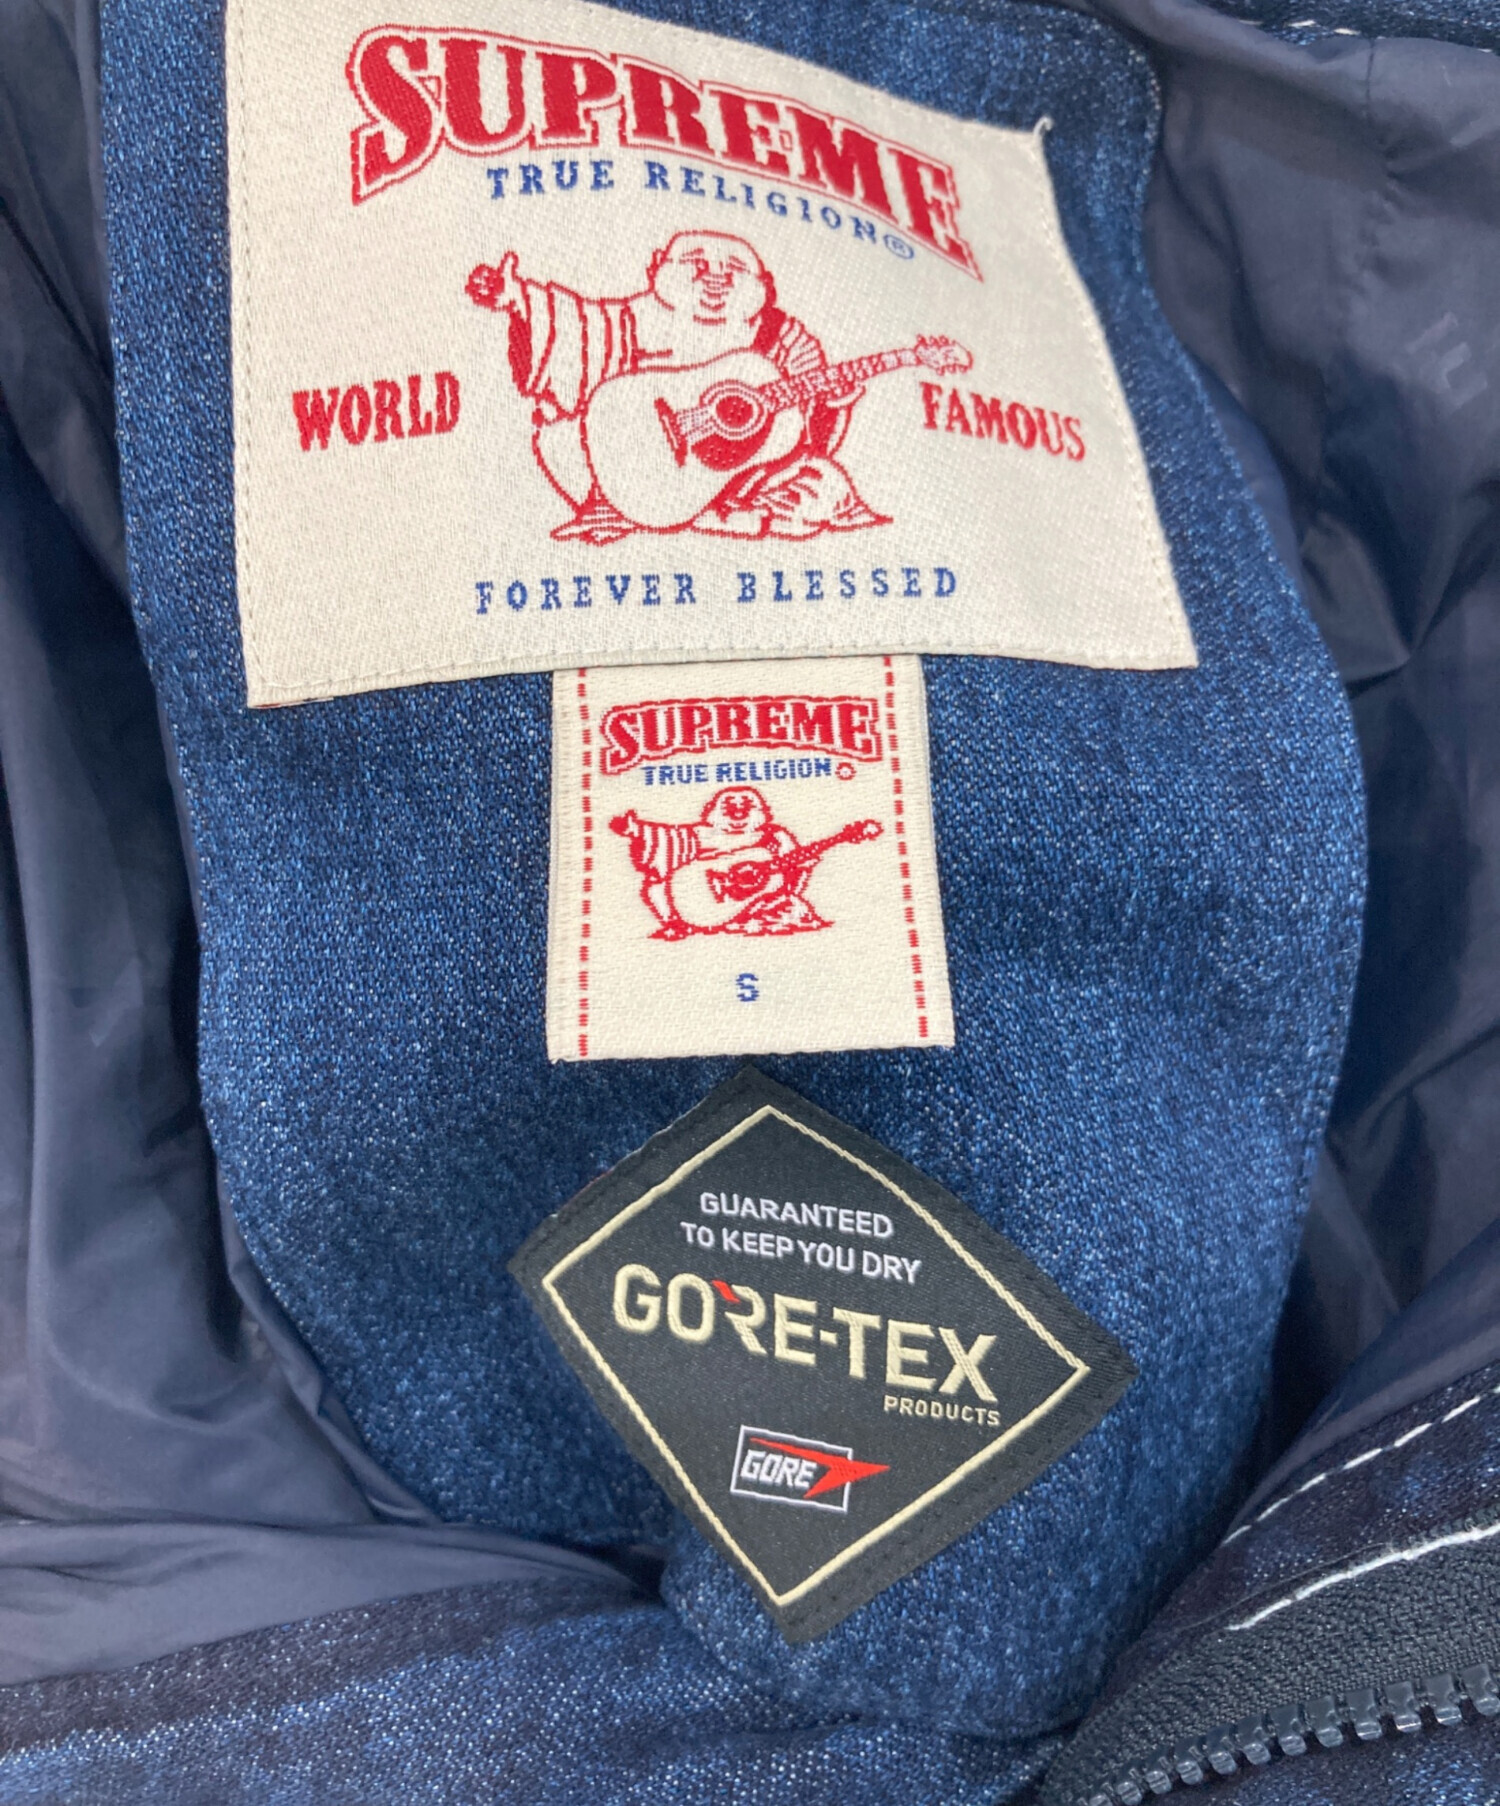 SUPREME
TRUE RELIGION®
WORLD FAMOUS
FOREVER BLESSED
SUPREME
TRUE RELIGION®
S
GUARANTEED
TO KEEP YOU DRY
GORE-TEX
PRODUCTS
GORE